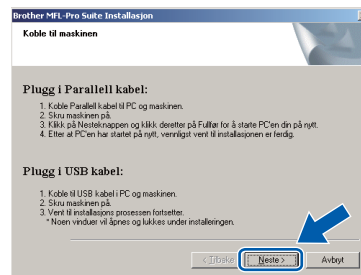 Brother MFL-Pro Suite Installasjon
Koble til maskinen
Plugg i Parallell kabel:
1. Koble Parallell kabel til PC og maskinen.
2. Skru maskinen på.
3. Klikk på Nesteknappen og klikk deretter på Fullfør for å starte PC'en din på nytt.
4. Etter at PC'en har startet på nytt, vennligst vent til installasjonen er ferdig.
Plugg i USB kabel:
1. Koble til USB kabel i PC og maskinen.
2. Skru maskinen på.
3. Vent til installasjons prosessen fortsetter.
* Noen vinduer vil åpnes og lukkes under installeringen.
< Tilbake Neste > Avbryt